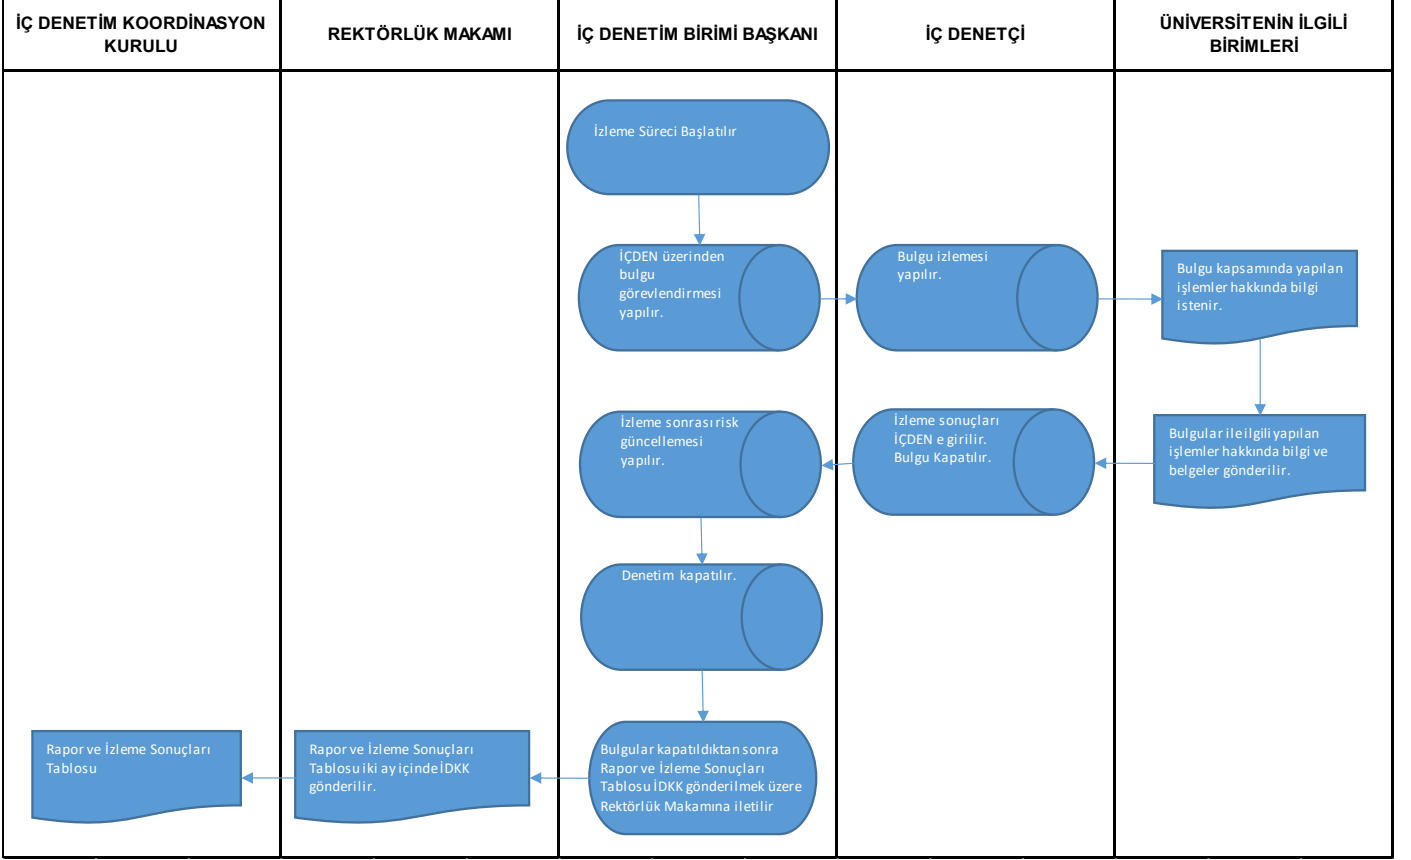 İÇ DENETİM KOORDİNASYON
KURULU
REKTÖRLÜK MAKAMI
İÇ DENETİM BİRİMİ BAŞKANI
İÇ DENETÇİ
ÜNİVERSİTENİN İLGİLİ
BİRİMLERİ
İzleme Süreci Başlatılır
İÇDEN üzerinden
bulgu
görevlendirmesi
yapılır.
Bulgu izlemesi
yapılır.
Bulgu kapsamında yapılan
işlemler hakkında bilgi
istenir.
Bulgular ile ilgili yapılan
işlemler hakkında bilgi ve
belgeler gönderilir.
İzleme sonuçları
İÇDEN e girilir.
Bulgu Kapatılır.
İzleme sonrası risk
güncellemesi
yapılır.
Denetim kapatılır.
Bulgular kapatıldıktan sonra
Rapor ve İzleme Sonuçları
Tablosu İDKK gönderilmek üzere
Rektörlük Makamına iletilir
Rapor ve İzleme Sonuçları
Tablosu iki ay içinde İDKK
gönderilir.
Rapor ve İzleme Sonuçları
Tablosu